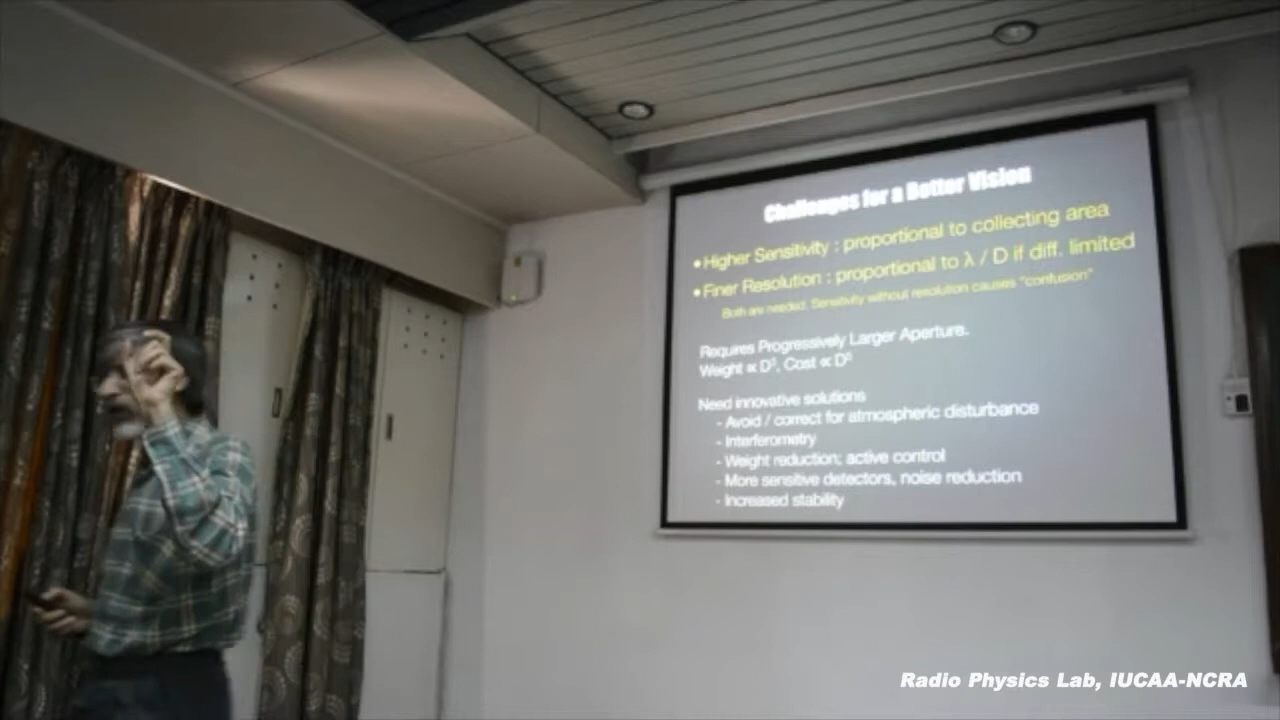 Challenges for a Better Vision
• Higher Sensitivity : proportional to collecting area
• Finer Resolution : proportional to λ / D if diff. limited
Both are needed. Sensitivity without resolution causes "confusion"
Requires Progressively Larger Aperture.
Weight ∝ D³, Cost ∝ D³
Need innovative solutions
- Avoid / correct for atmospheric disturbance
- Interferometry
- Weight reduction; active control
- More sensitive detectors, noise reduction
- Increased stability
Radio Physics Lab, IUCAA-NCRA